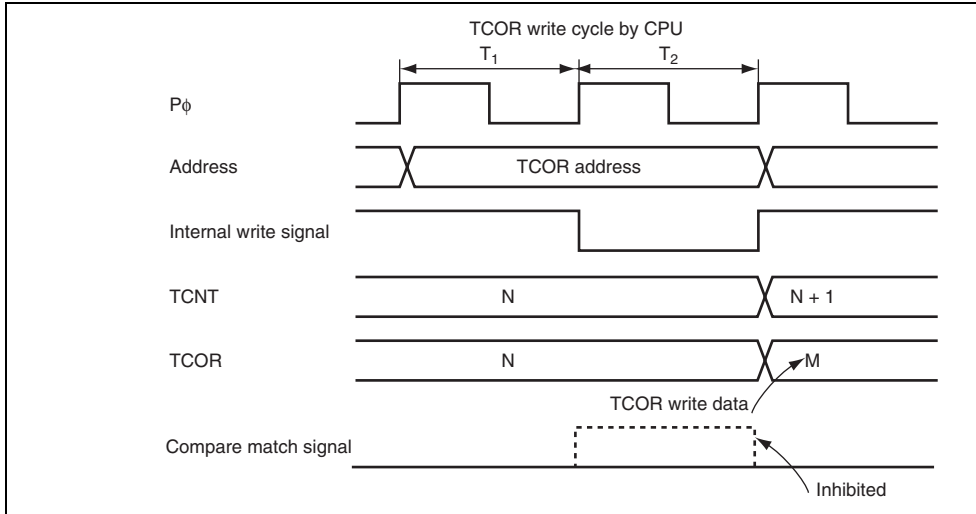 TCOR write cycle by CPU
T1 T2
Pϕ
Address TCOR address
Internal write signal
TCNT N N + 1
TCOR N M
TCOR write data
Compare match signal
Inhibited